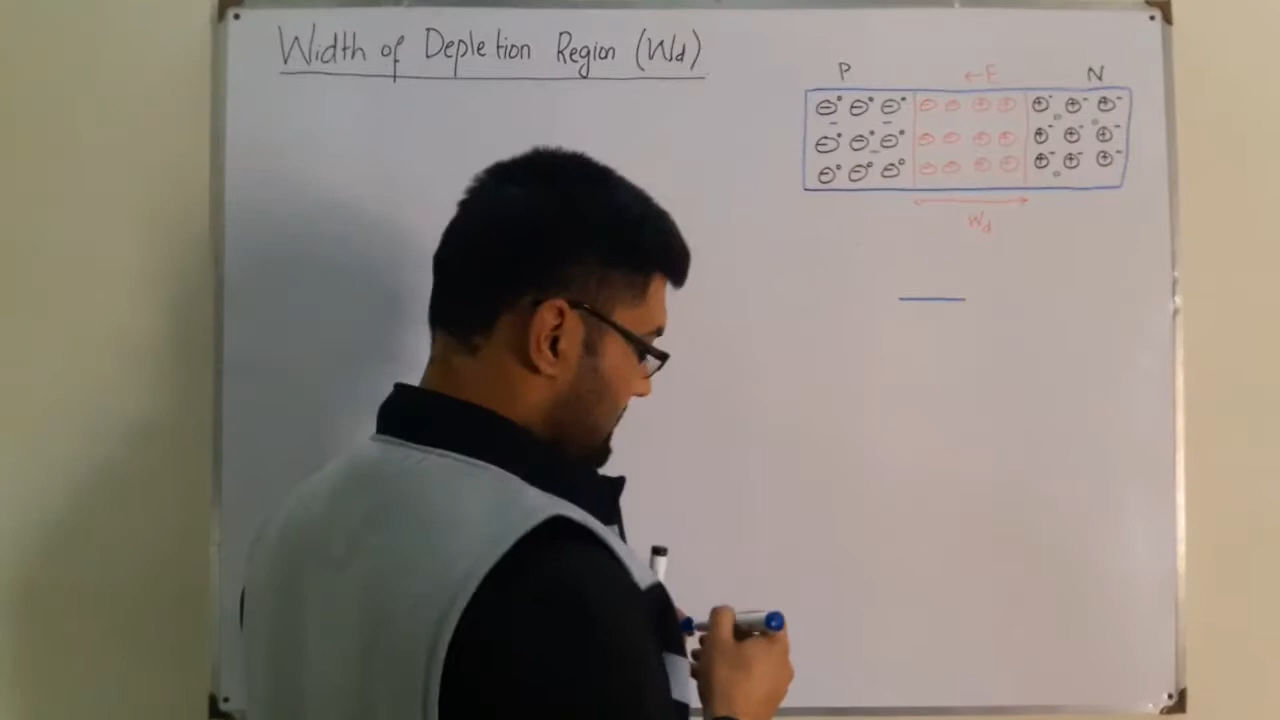 Width of Depletion Region (Wd)
P ←E N
Wd